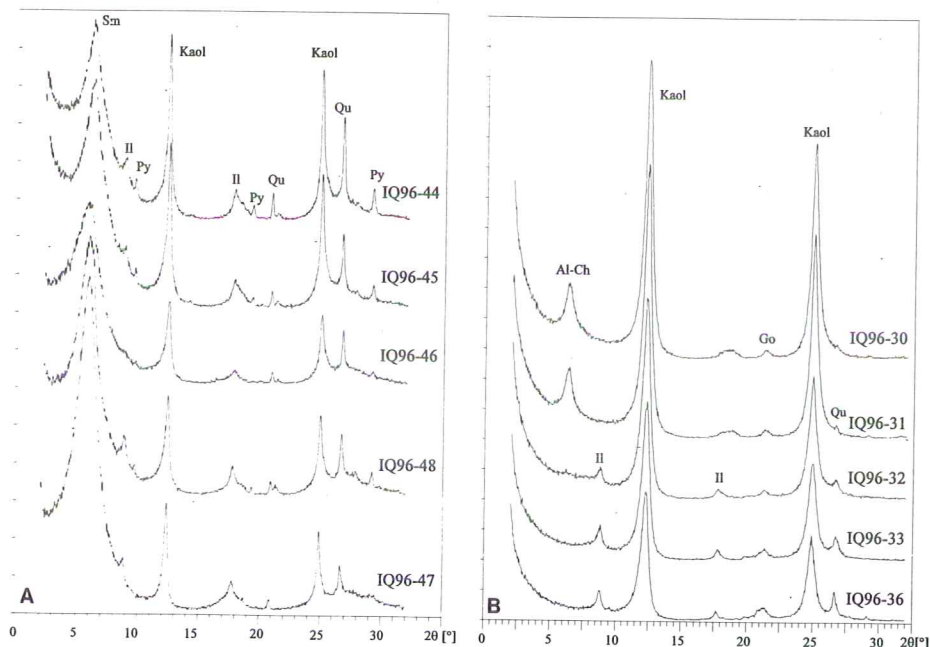 Sm
Kaol
Kaol
Qu
Il
Py
Il
Py
Qu
Py
IQ96-44
IQ96-45
IQ96-46
IQ96-48
IQ96-47
A
0 5 10 15 20 25 30 2θ[°]
Kaol
Kaol
Al-Ch
Go
IQ96-30
Qu
IQ96-31
Il
Il
IQ96-32
IQ96-33
IQ96-36
B
0 5 10 15 20 25 30 2θ[°]